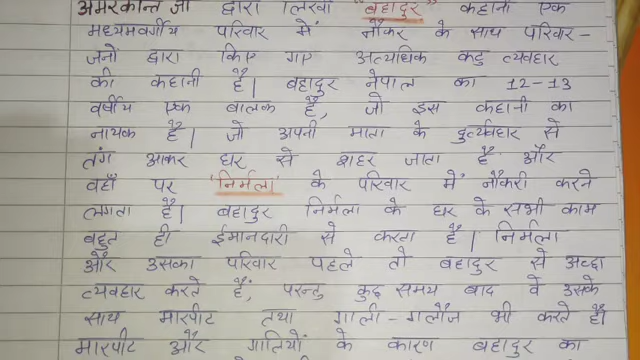 अमरकान्त जी द्वारा लिखी "बहादुर" कहानी एक
मध्यमवर्गीय परिवार में नौकर के साथ परिवार-
जनों द्वारा किए गए अत्यधिक कटु व्यवहार
की कहानी है। बहादुर नेपाल का 12-13
वर्षीय एक बालक है, जो इस कहानी का
नायक है। जो अपनी माता के दुर्व्यवहार से
तंग आकर घर से शहर जाता है और
वहाँ पर 'निर्मला' के परिवार में नौकरी करने
लगता है। बहादुर निर्मला के घर के सभी काम
बहुत ही ईमानदारी से करता है। निर्मला
और उसका परिवार पहले तो बहादुर से अच्छा
व्यवहार करते हैं, परन्तु कुछ समय बाद वे उसके
साथ मारपीट तथा गाली-गलौज भी करते हैं।
मारपीट और गालियों के कारण बहादुर का